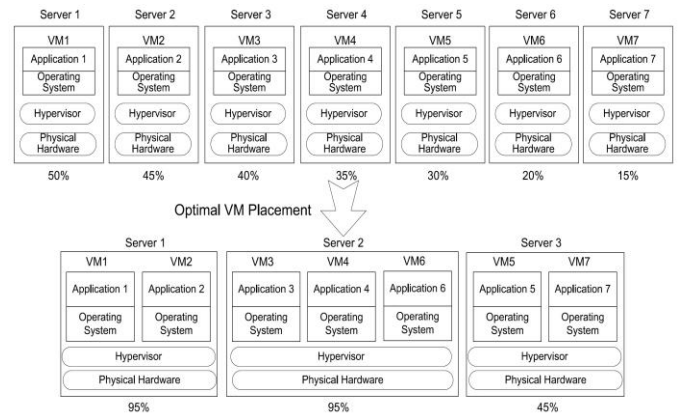 Server 1 Server 2 Server 3 Server 4 Server 5 Server 6 Server 7
VM1 VM2 VM3 VM4 VM5 VM6 VM7
Application 1 Application 2 Application 3 Application 4 Application 5 Application 6 Application 7
Operating Operating Operating Operating Operating Operating Operating
System System System System System System System
Hypervisor Hypervisor Hypervisor Hypervisor Hypervisor Hypervisor Hypervisor
Physical Physical Physical Physical Physical Physical Physical
Hardware Hardware Hardware Hardware Hardware Hardware Hardware
50% 45% 40% 35% 30% 20% 15%
Optimal VM Placement
Server 1 Server 2 Server 3
VM1 VM2 VM3 VM4 VM6 VM5 VM7
Application 1 Application 2 Application 3 Application 4 Application 6 Application 5 Application 7
Operating Operating Operating Operating Operating Operating Operating
System System System System System System System
Hypervisor Hypervisor Hypervisor
Physical Hardware Physical Hardware Physical Hardware
95% 95% 45%